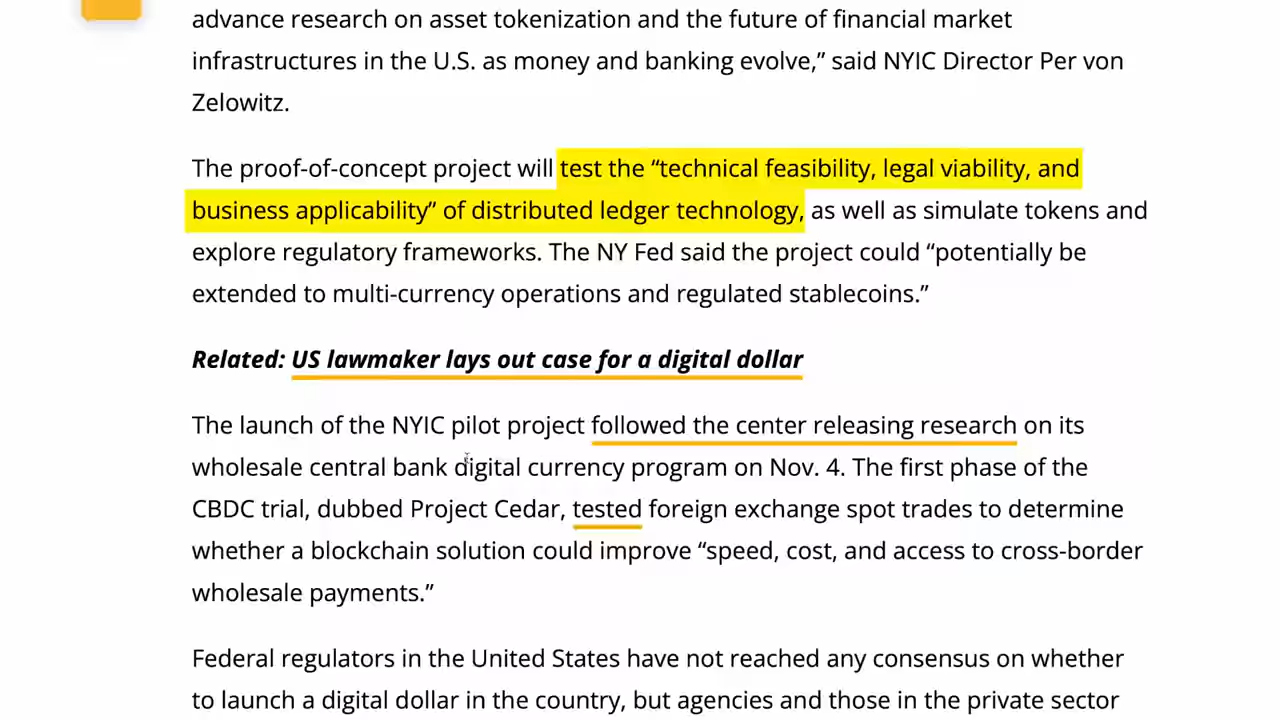 advance research on asset tokenization and the future of financial market
infrastructures in the U.S. as money and banking evolve,” said NYIC Director Per von
Zelowitz.
The proof-of-concept project will test the “technical feasibility, legal viability, and
business applicability” of distributed ledger technology, as well as simulate tokens and
explore regulatory frameworks. The NY Fed said the project could “potentially be
extended to multi-currency operations and regulated stablecoins.”
Related: US lawmaker lays out case for a digital dollar
The launch of the NYIC pilot project followed the center releasing research on its
wholesale central bank digital currency program on Nov. 4. The first phase of the
CBDC trial, dubbed Project Cedar, tested foreign exchange spot trades to determine
whether a blockchain solution could improve “speed, cost, and access to cross-border
wholesale payments.”
Federal regulators in the United States have not reached any consensus on whether
to launch a digital dollar in the country, but agencies and those in the private sector